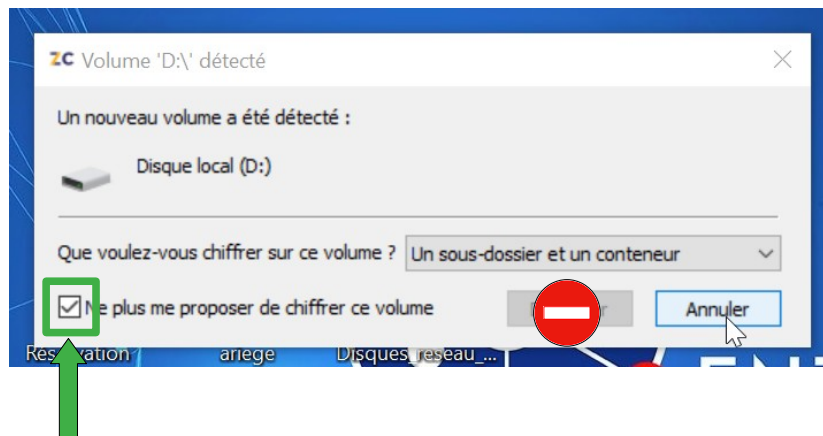 ZC Volume 'D:\' détecté
Un nouveau volume a été détecté :
Disque local (D:)
Que voulez-vous chiffrer sur ce volume ? Un sous-dossier et un conteneur
Ne plus me proposer de chiffrer ce volume Annuler
ariege Disques_reseau_...